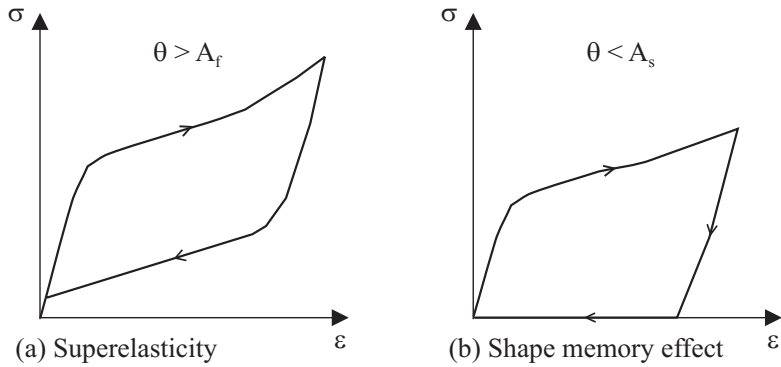 σ
θ > A_f
ε
(a) Superelasticity
σ
θ < A_s
ε
(b) Shape memory effect